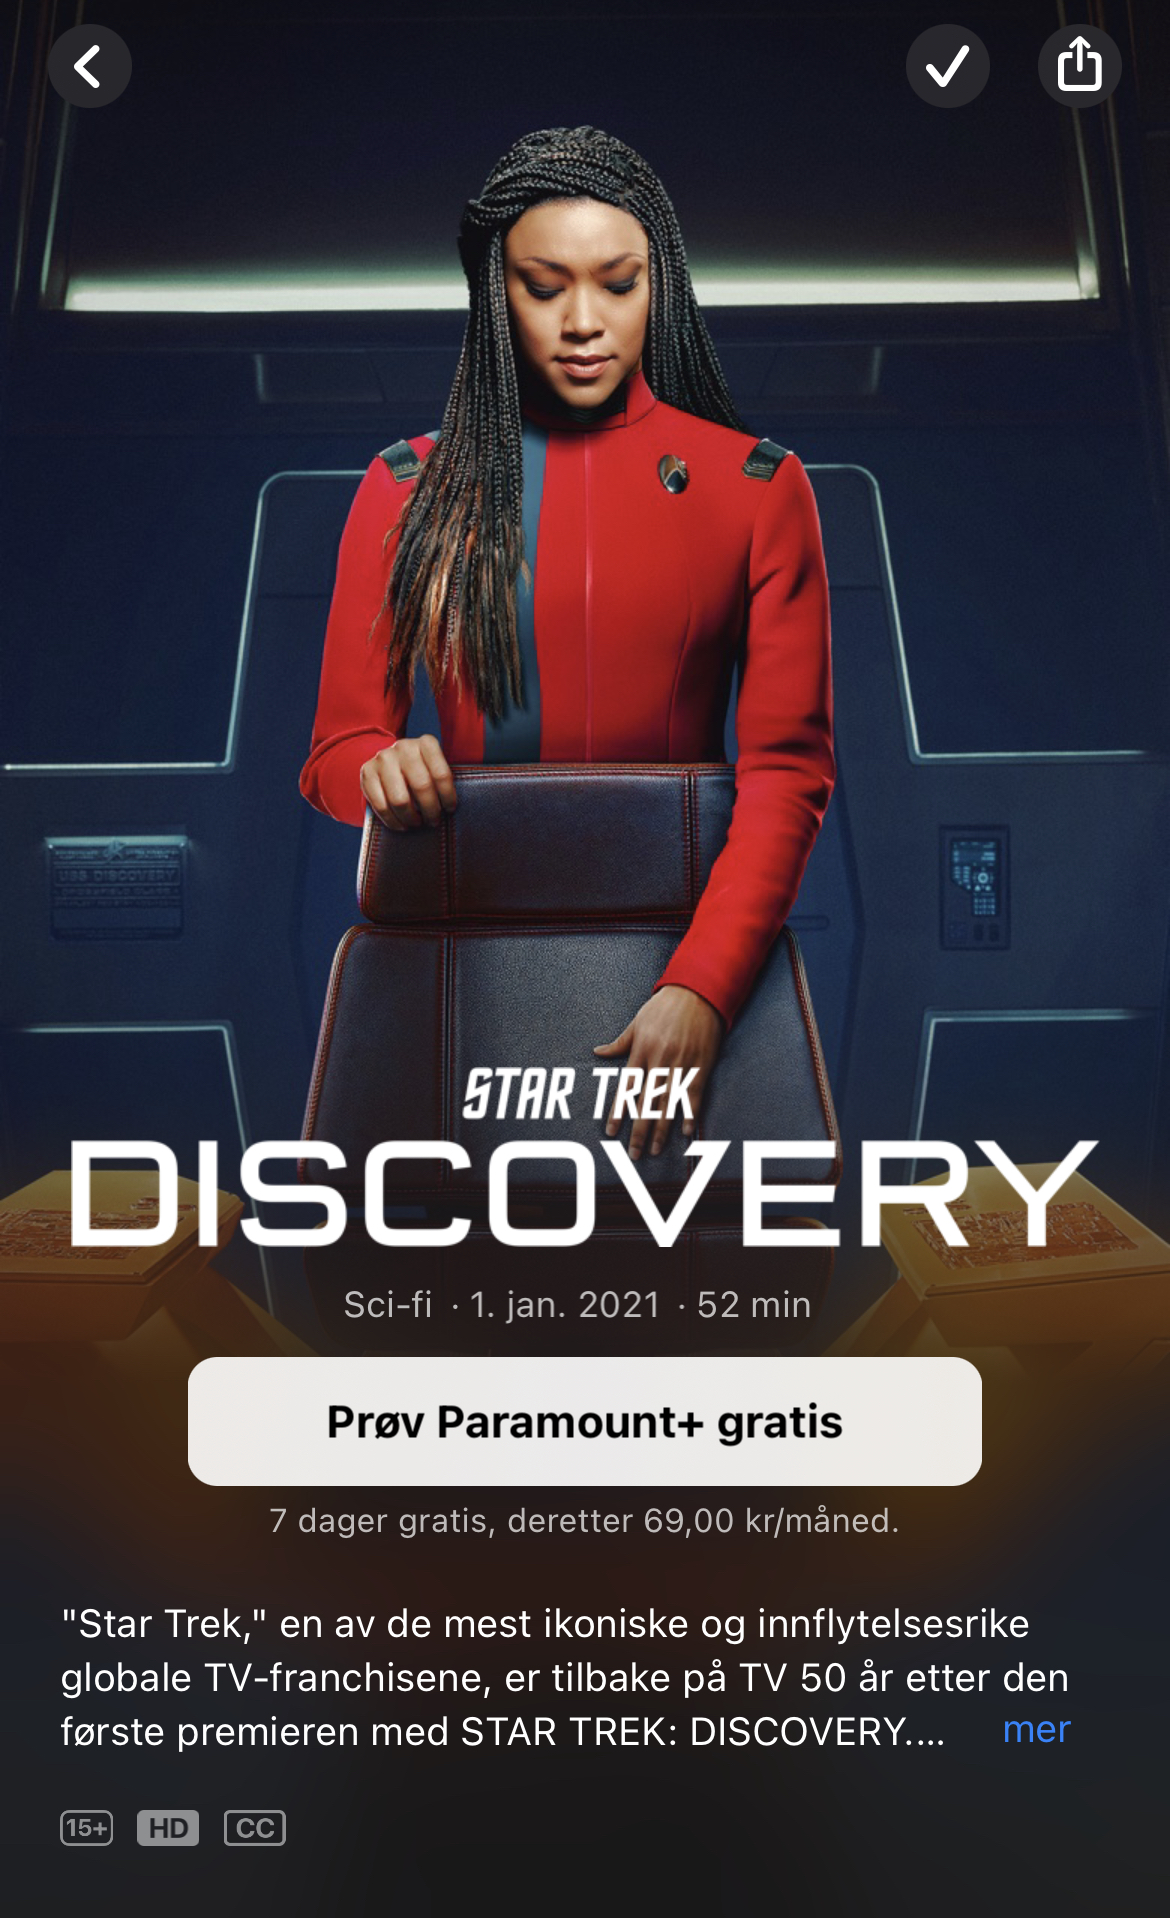 USS DISCOVERY
STAR TREK
DISCOVERY
Sci-fi · 1. jan. 2021 · 52 min
Prøv Paramount+ gratis
7 dager gratis, deretter 69,00 kr/måned.
"Star Trek," en av de mest ikoniske og innflytelsesrike
globale TV-franchisene, er tilbake på TV 50 år etter den
første premieren med STAR TREK: DISCOVERY.... mer
15+ HD CC